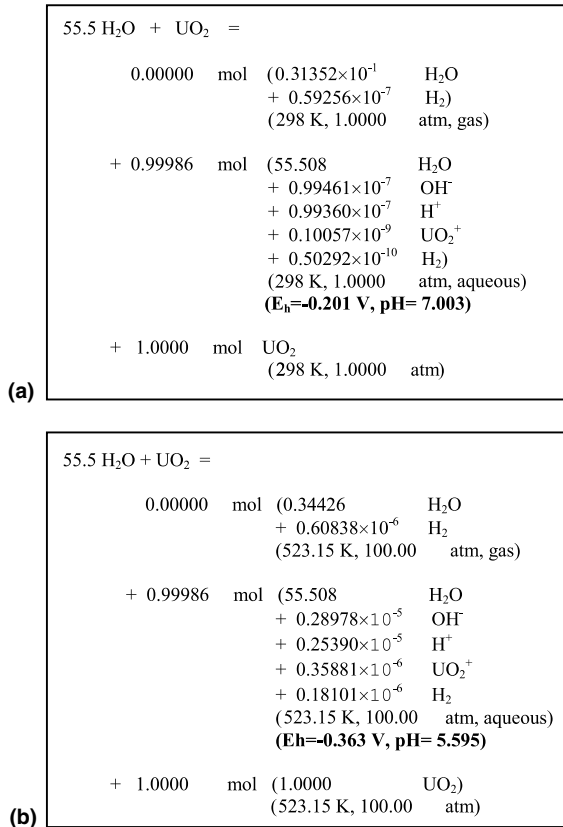 55.5 H₂O + UO₂ =
0.00000 mol (0.31352×10⁻¹ H₂O
+ 0.59256×10⁻⁷ H₂)
(298 K, 1.0000 atm, gas)
+ 0.99986 mol (55.508 H₂O
+ 0.99461×10⁻⁷ OH⁻
+ 0.99360×10⁻⁷ H⁺
+ 0.10057×10⁻⁹ UO₂⁺
+ 0.50292×10⁻¹⁰ H₂)
(298 K, 1.0000 atm, aqueous)
(Eₕ=-0.201 V, pH= 7.003)
+ 1.0000 mol UO₂
(298 K, 1.0000 atm)
(a)
55.5 H₂O + UO₂ =
0.00000 mol (0.34426 H₂O
+ 0.60838×10⁻⁶ H₂
(523.15 K, 100.00 atm, gas)
+ 0.99986 mol (55.508 H₂O
+ 0.28978×10⁻⁵ OH⁻
+ 0.25390×10⁻⁵ H⁺
+ 0.35881×10⁻⁶ UO₂⁺
+ 0.18101×10⁻⁶ H₂
(523.15 K, 100.00 atm, aqueous)
(Eh=-0.363 V, pH= 5.595)
+ 1.0000 mol (1.0000 UO₂)
(523.15 K, 100.00 atm)
(b)